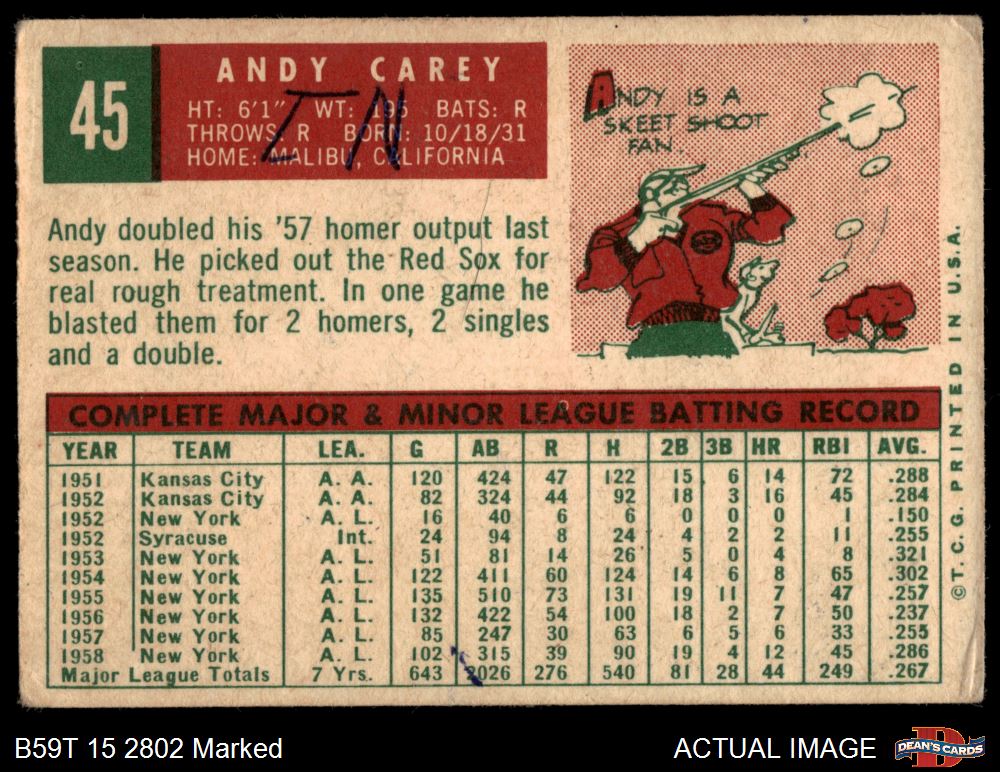 45
ANDY CAREY
HT: 6'1" WT: 195 BATS: R
THROWS: R BORN: 10/18/31
HOME: MALIBU, CALIFORNIA
I N
ANDY IS A
SKEET SHOOT
FAN.
Andy doubled his '57 homer output last
season. He picked out the Red Sox for
real rough treatment. In one game he
blasted them for 2 homers, 2 singles
and a double.
COMPLETE MAJOR & MINOR LEAGUE BATTING RECORD
YEAR TEAM LEA. G AB R H 2B 3B HR RBI AVG.
1951 Kansas City A. A. 120 424 47 122 15 6 14 72 .288
1952 Kansas City A. A. 82 324 44 92 18 3 16 45 .284
1952 New York A. L. 16 40 6 6 0 0 0 1 .150
1952 Syracuse Int. 24 94 8 24 4 2 2 11 .255
1953 New York A. L. 51 81 14 26 5 0 4 8 .321
1954 New York A. L. 122 411 60 124 14 6 8 65 .302
1955 New York A. L. 135 510 73 131 19 11 7 47 .257
1956 New York A. L. 132 422 54 100 18 2 7 50 .237
1957 New York A. L. 85 247 30 63 6 5 6 33 .255
1958 New York A. L. 102 315 39 90 19 4 12 45 .286
Major League Totals 7 Yrs. 643 2026 276 540 81 28 44 249 .267
©T. C. G. PRINTED IN U.S.A.
B59T 15 2802 Marked
ACTUAL IMAGE
DEAN'S CARDS